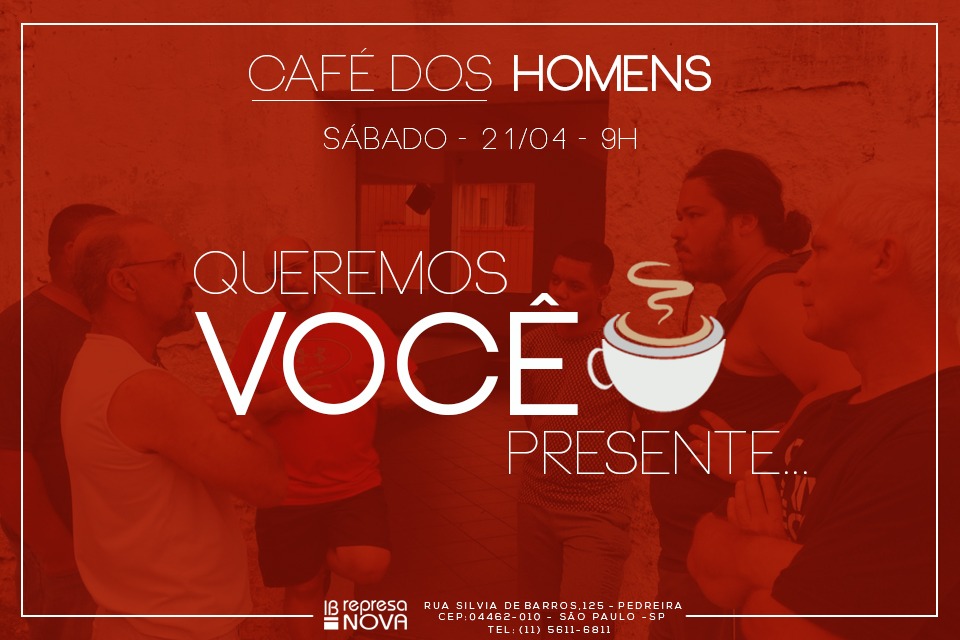 CAFÉ DOS HOMENS
SÁBADO - 21/04 - 9H
QUEREMOS
VOCÊ
PRESENTE...
IB represa
NOVA
RUA SILVIA DE BARROS,125 - PEDREIRA
CEP:04462-010 - SÃO PAULO -SP
TEL: (11) 5611-6811